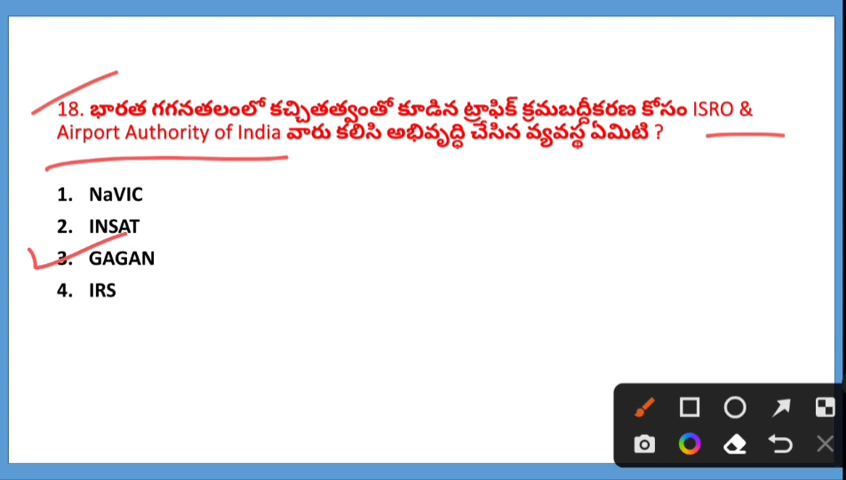 18. భారత గగనతలంలో కచ్చితత్వంతో కూడిన ట్రాఫిక్ క్రమబద్దీకరణ కోసం ISRO &
Airport Authority of India వారు కలిసి అభివృద్ధి చేసిన వ్యవస్థ ఏమిటి ?
1. NaVIC
2. INSAT
3. GAGAN
4. IRS